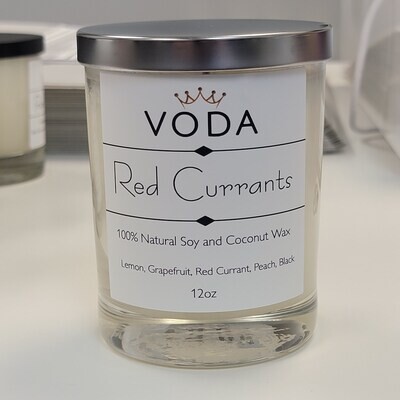 VODA
Red Currants
100% Natural Soy and Coconut Wax
Lemon, Grapefruit, Red Currant, Peach, Black
12oz